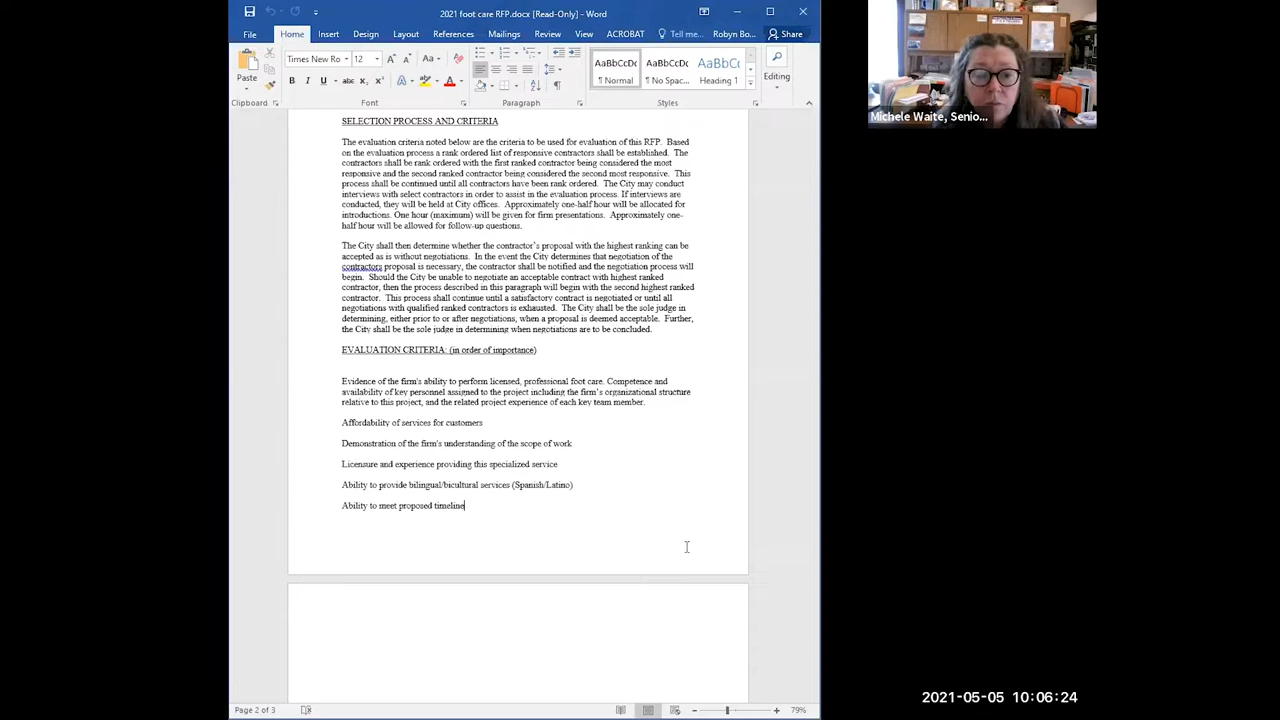 2021 foot care RFP.docx [Read-Only] - Word
File Home Insert Design Layout References Mailings Review View ACROBAT Tell me... Robyn Bo... Share
Times New Ro 12
Paste
AaBbCcDc AaBbCcDc AaBbCc
¶ Normal ¶ No Spac... Heading 1
Editing
Clipboard Font Paragraph Styles
SELECTION PROCESS AND CRITERIA
The evaluation criteria noted below are the criteria to be used for evaluation of this RFP. Based
on the evaluation process a rank ordered list of responsive contractors shall be established. The
contractors shall be rank ordered with the first ranked contractor being considered the most
responsive and the second ranked contractor being considered the second most responsive. This
process shall be continued until all contractors have been rank ordered. The City may conduct
interviews with select contractors in order to assist in the evaluation process. If interviews are
conducted, they will be held at City offices. Approximately one-half hour will be allocated for
introductions. One hour (maximum) will be given for firm presentations. Approximately one-
half hour will be allowed for follow-up questions.
The City shall then determine whether the contractor's proposal with the highest ranking can be
accepted as is without negotiations. In the event the City determines that negotiation of the
contractors proposal is necessary, the contractor shall be notified and the negotiation process will
begin. Should the City be unable to negotiate an acceptable contract with highest ranked
contractor, then the process described in this paragraph will begin with the second highest ranked
contractor. This process shall continue until a satisfactory contract is negotiated or until all
negotiations with qualified ranked contractors is exhausted. The City shall be the sole judge in
determining, either prior to or after negotiations, when a proposal is deemed acceptable. Further,
the City shall be the sole judge in determining when negotiations are to be concluded.
EVALUATION CRITERIA: (in order of importance)
Evidence of the firm's ability to perform licensed, professional foot care. Competence and
availability of key personnel assigned to the project including the firm's organizational structure
relative to this project, and the related project experience of each key team member.
Affordability of services for customers
Demonstration of the firm's understanding of the scope of work
Licensure and experience providing this specialized service
Ability to provide bilingual/bicultural services (Spanish/Latino)
Ability to meet proposed timeline
Page 2 of 3
79%
Michele Waite, Senio...
2021-05-05 10:06:24